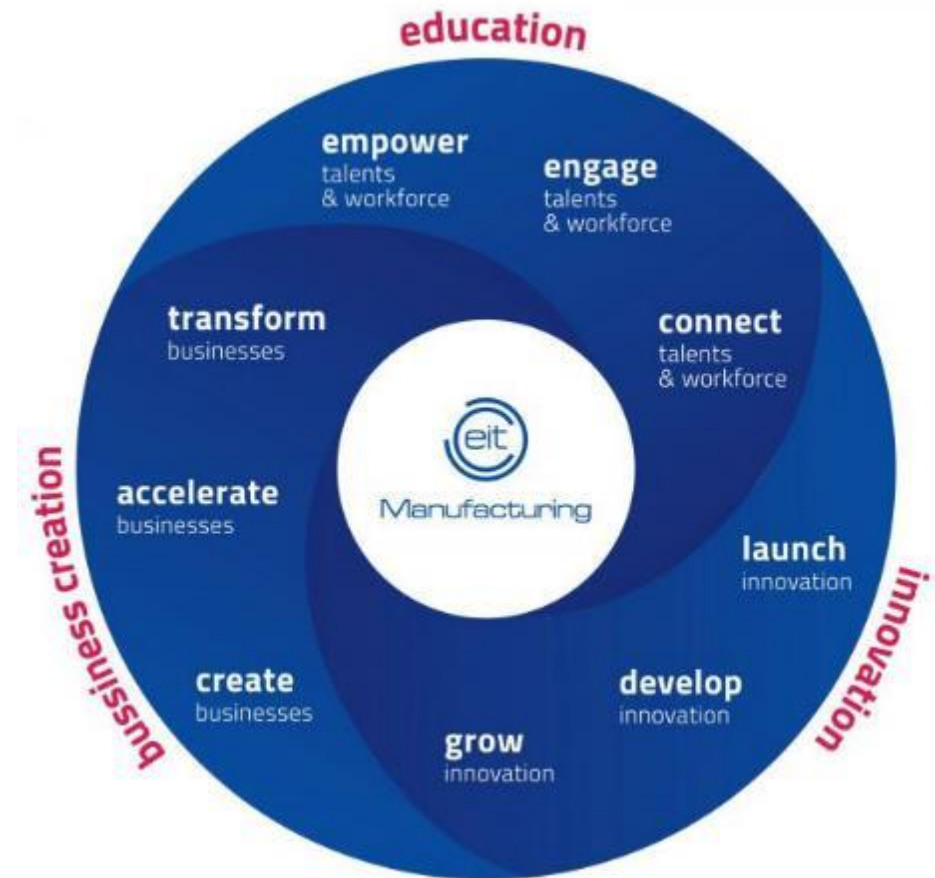 education
empower
talents
& workforce
engage
talents
& workforce
connect
talents
& workforce
launch
innovation
develop
innovation
grow
innovation
innovation
create
businesses
accelerate
businesses
transform
businesses
bussiness creation
eit
Manufacturing